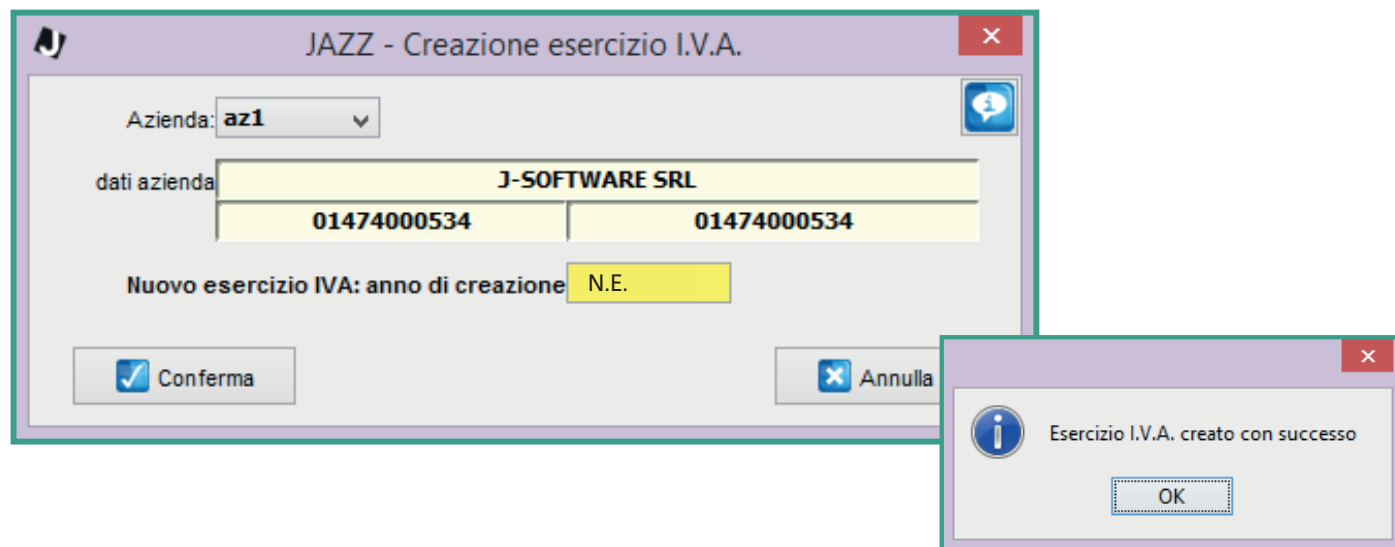 JAZZ - Creazione esercizio I.V.A.
Azienda: az1
dati azienda J-SOFTWARE SRL
01474000534 01474000534
Nuovo esercizio IVA: anno di creazione N.E.
Conferma Annulla
Esercizio I.V.A. creato con successo
OK